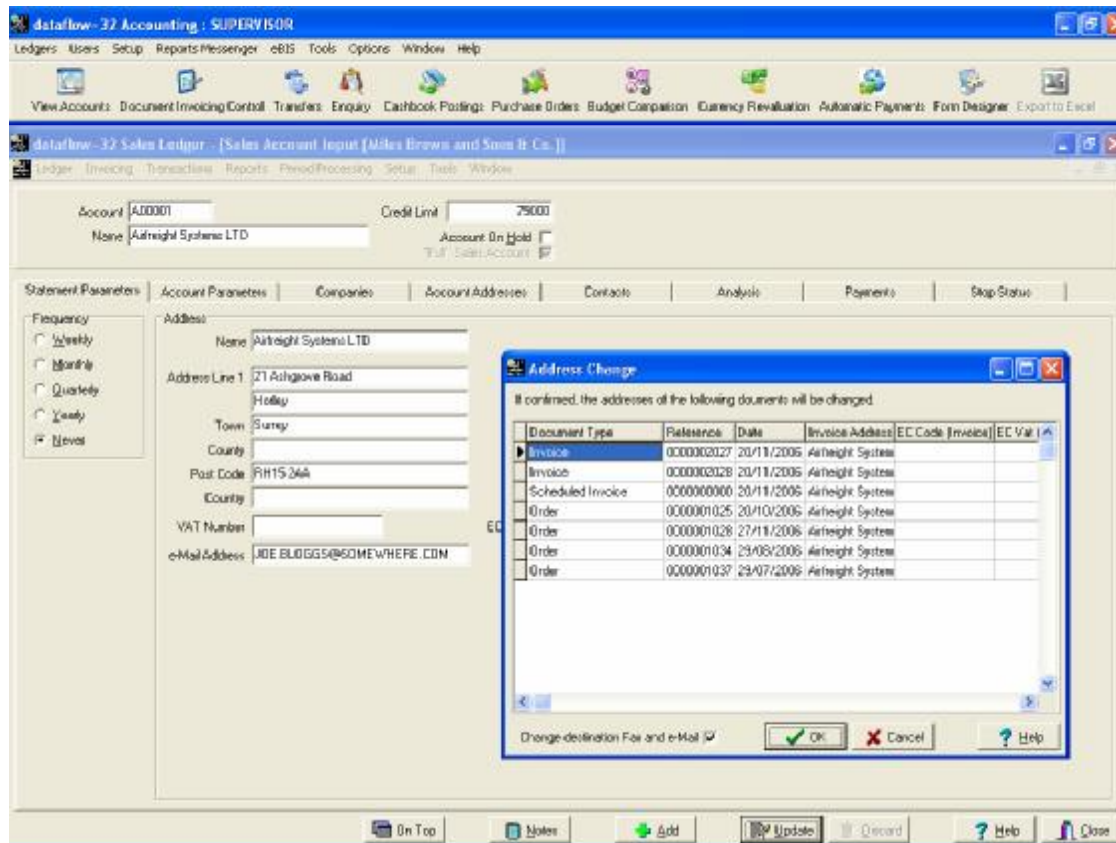 dataflow-32 Accounting : SUPERVISOR
Ledgers Users Setup Reports Messenger eBIS Tools Options Window Help
View Accounts Document Invoicing Control Transfers Enquiry Cashbook Postings Purchase Orders Budget Comparison Currency Revaluation Automatic Payments Form Designer Export to Excel
dataflow-32 Sales Ledger - [Sales Account Input [Miles Brown and Sons & Co. ]]
Ledger Invoicing Transactions Reports Period Processing Setup Tools Window
Account A00001 Credit Limit 79000
Name Airfreight Systems LTD Account On Hold
"Full" Sales Account
Statement Parameters Account Parameters Companies Account Addresses Contacts Analysis Payments Stop Status
Frequency Address
Weekly
Monthly
Quarterly
Yearly
Never
Name Airfreight Systems LTD
Address Line 1 21 Ashgrove Road
Town Surrey
County
Post Code RH15 2AA
Country
VAT Number EC
e-Mail Address JOE.BLOGGS@SOMEWHERE.COM
Address Change
If confirmed, the addresses of the following douments will be changed.
Document Type Reference Date Invoice Address EC Code (Invoice) EC Vat (
Invoice 0000002027 20/11/2006 Airfreight System
Invoice 0000002028 20/11/2006 Airfreight System
Scheduled Invoice 0000000000 20/11/2006 Airfreight System
Order 0000001025 20/10/2006 Airfreight System
Order 0000001028 27/11/2006 Airfreight System
Order 0000001034 29/08/2006 Airfreight System
Order 0000001037 29/07/2006 Airfreight System
Change destination Fax and e-Mail OK Cancel Help
On Top Notes Add Update Discard Help Close